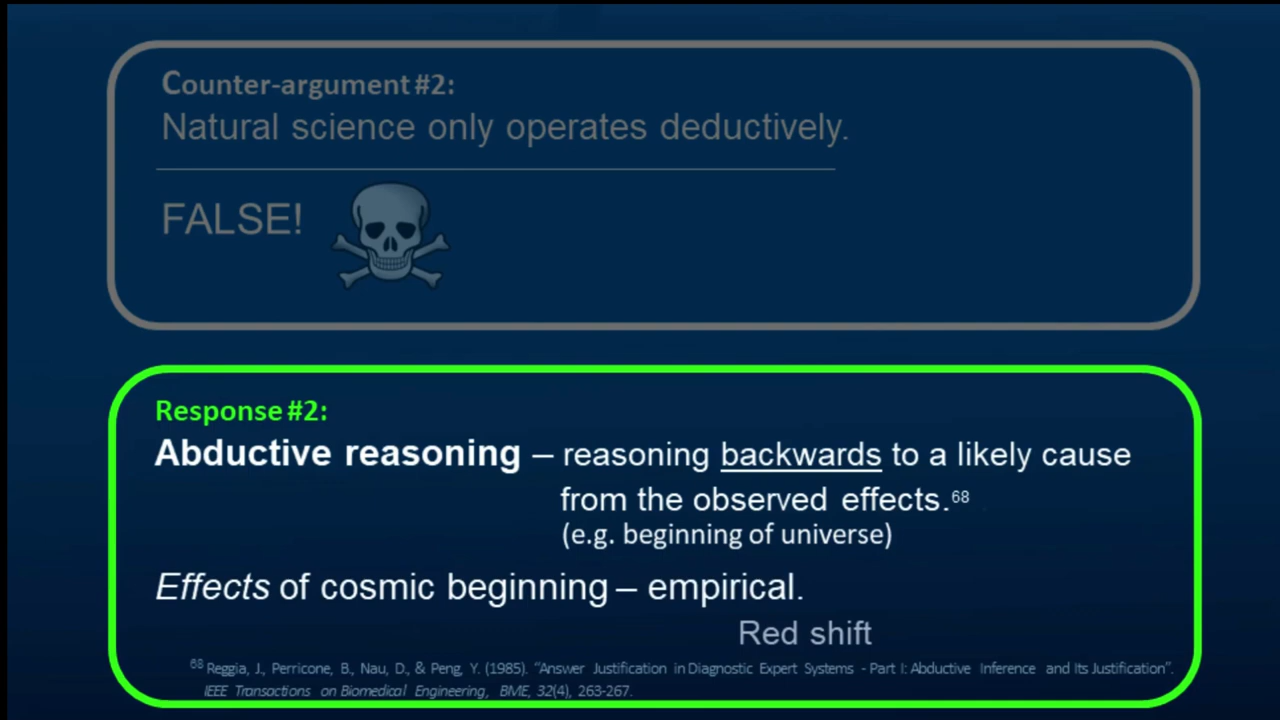 Counter-argument #2:
Natural science only operates deductively.
FALSE!
Response #2:
Abductive reasoning – reasoning backwards to a likely cause
from the observed effects.68
(e.g. beginning of universe)
Effects of cosmic beginning – empirical.
Red shift
68 Reggia, J., Perricone, B., Nau, D., & Peng, Y. (1985). “Answer Justification in Diagnostic Expert Systems - Part I: Abductive Inference and Its Justification”.
IEEE Transactions on Biomedical Engineering, BME, 32(4), 263-267.